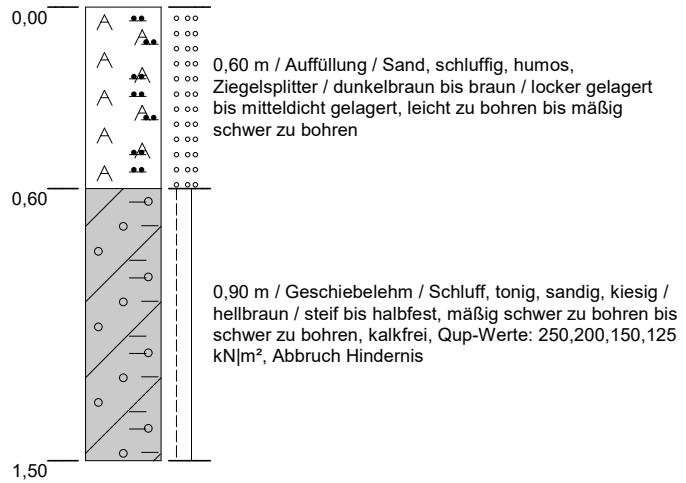 0,00
0,60 m / Auffüllung / Sand, schluffig, humos,
Ziegelsplitter / dunkelbraun bis braun / locker gelagert
bis mitteldicht gelagert, leicht zu bohren bis mäßig
schwer zu bohren
0,60
0,90 m / Geschiebelehm / Schluff, tonig, sandig, kiesig /
hellbraun / steif bis halbfest, mäßig schwer zu bohren bis
schwer zu bohren, kalkfrei, Qup-Werte: 250,200,150,125
kN|m², Abbruch Hindernis
1,50